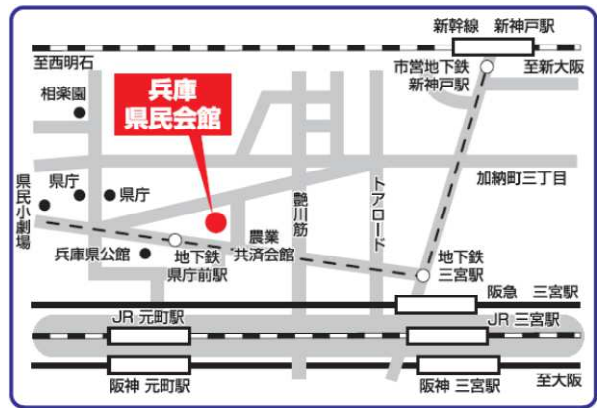 新幹線 新神戸駅
至西明石
市営地下鉄
新神戸駅
至新大阪
相楽園
兵庫
県民会館
加納町三丁目
県民小劇場
県庁
県庁
鯉川筋
トアロード
兵庫県公館
地下鉄
県庁前駅
農業
共済会館
地下鉄
三宮駅
阪急 三宮駅
JR 元町駅
JR 三宮駅
阪神 元町駅
阪神 三宮駅
至大阪